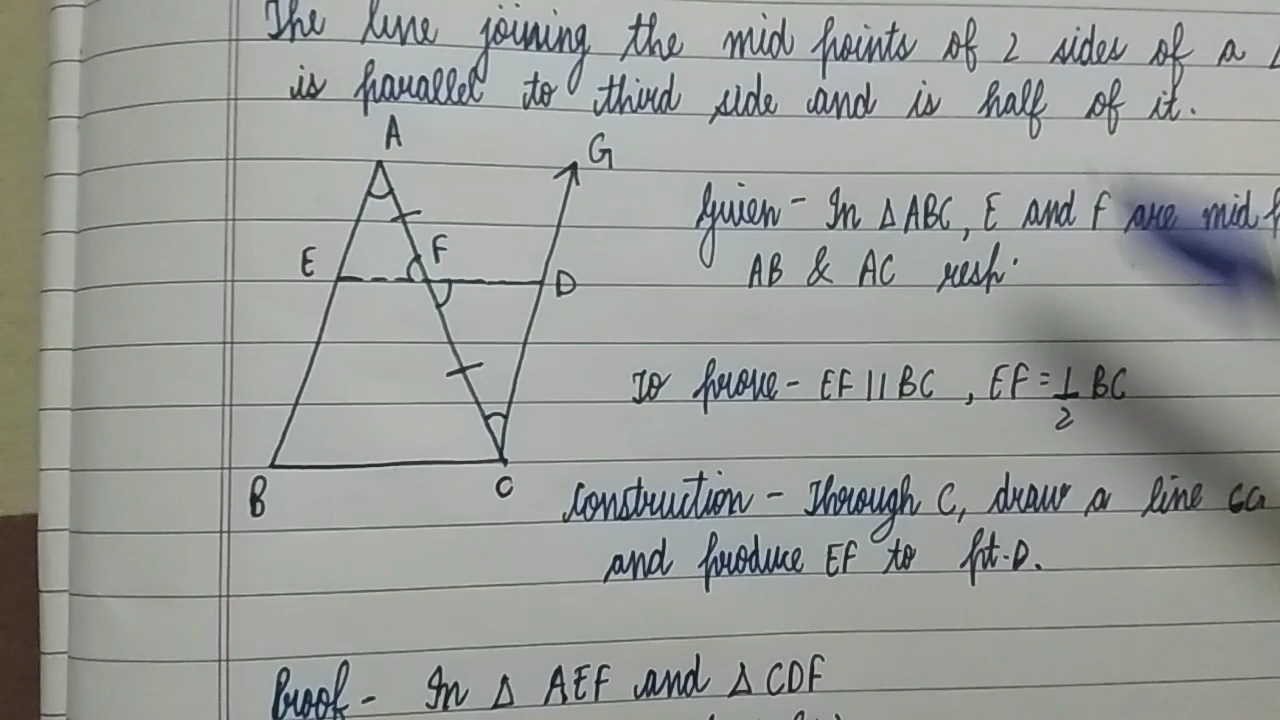 The line joining the mid points of 2 sides of a
is parallel to third side and is half of it.
A
G
Given - In Δ ABC, E and F are mid
AB & AC resp.
E
F
D
To prove - EF || BC , EF = 1/2 BC
B
C
Construction - Through C, draw a line CG
and produce EF to pt. D.
Proof - In Δ AEF and Δ CDF